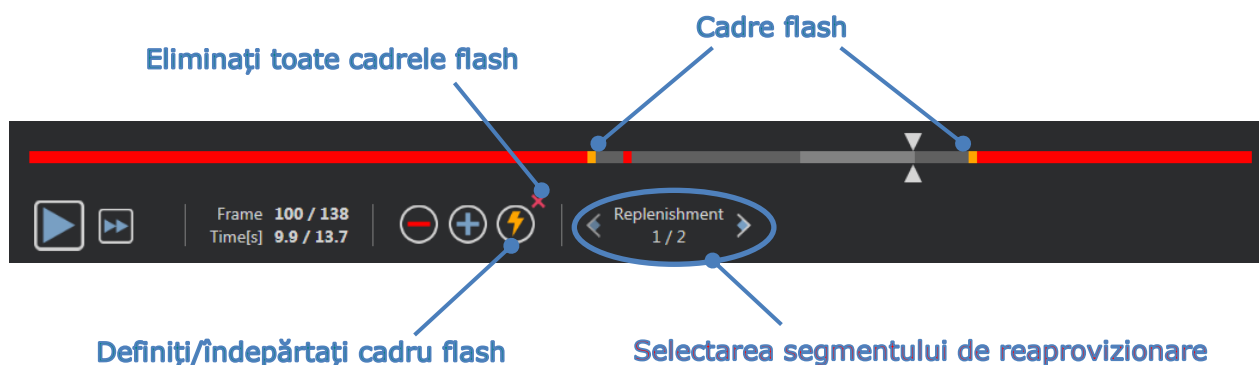 Cadre flash
Eliminați toate cadrele flash
Frame 100 / 138
Time[s] 9.9 / 13.7
Replenishment
1 / 2
Definiți/îndepărtați cadru flash
Selectarea segmentului de reaprovizionare